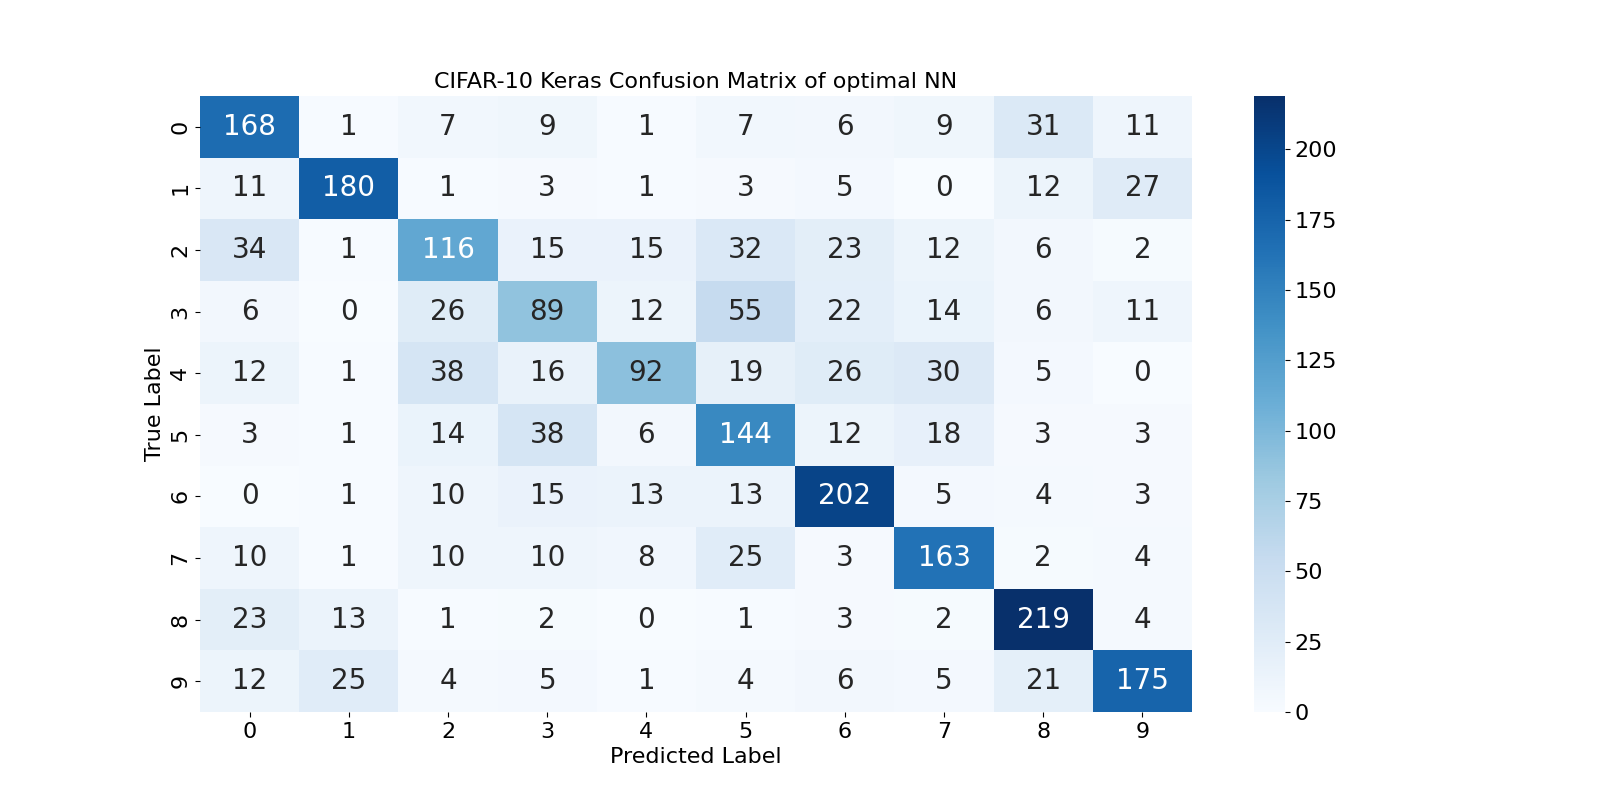 CIFAR-10 Keras Confusion Matrix of optimal NN
0 168 1 7 9 1 7 6 9 31 11
1 11 180 1 3 1 3 5 0 12 27
2 34 1 116 15 15 32 23 12 6 2
3 6 0 26 89 12 55 22 14 6 11
4 12 1 38 16 92 19 26 30 5 0
5 3 1 14 38 6 144 12 18 3 3
6 0 1 10 15 13 13 202 5 4 3
7 10 1 10 10 8 25 3 163 2 4
8 23 13 1 2 0 1 3 2 219 4
9 12 25 4 5 1 4 6 5 21 175
0 1 2 3 4 5 6 7 8 9
Predicted Label
True Label
200
175
150
125
100
75
50
25
0